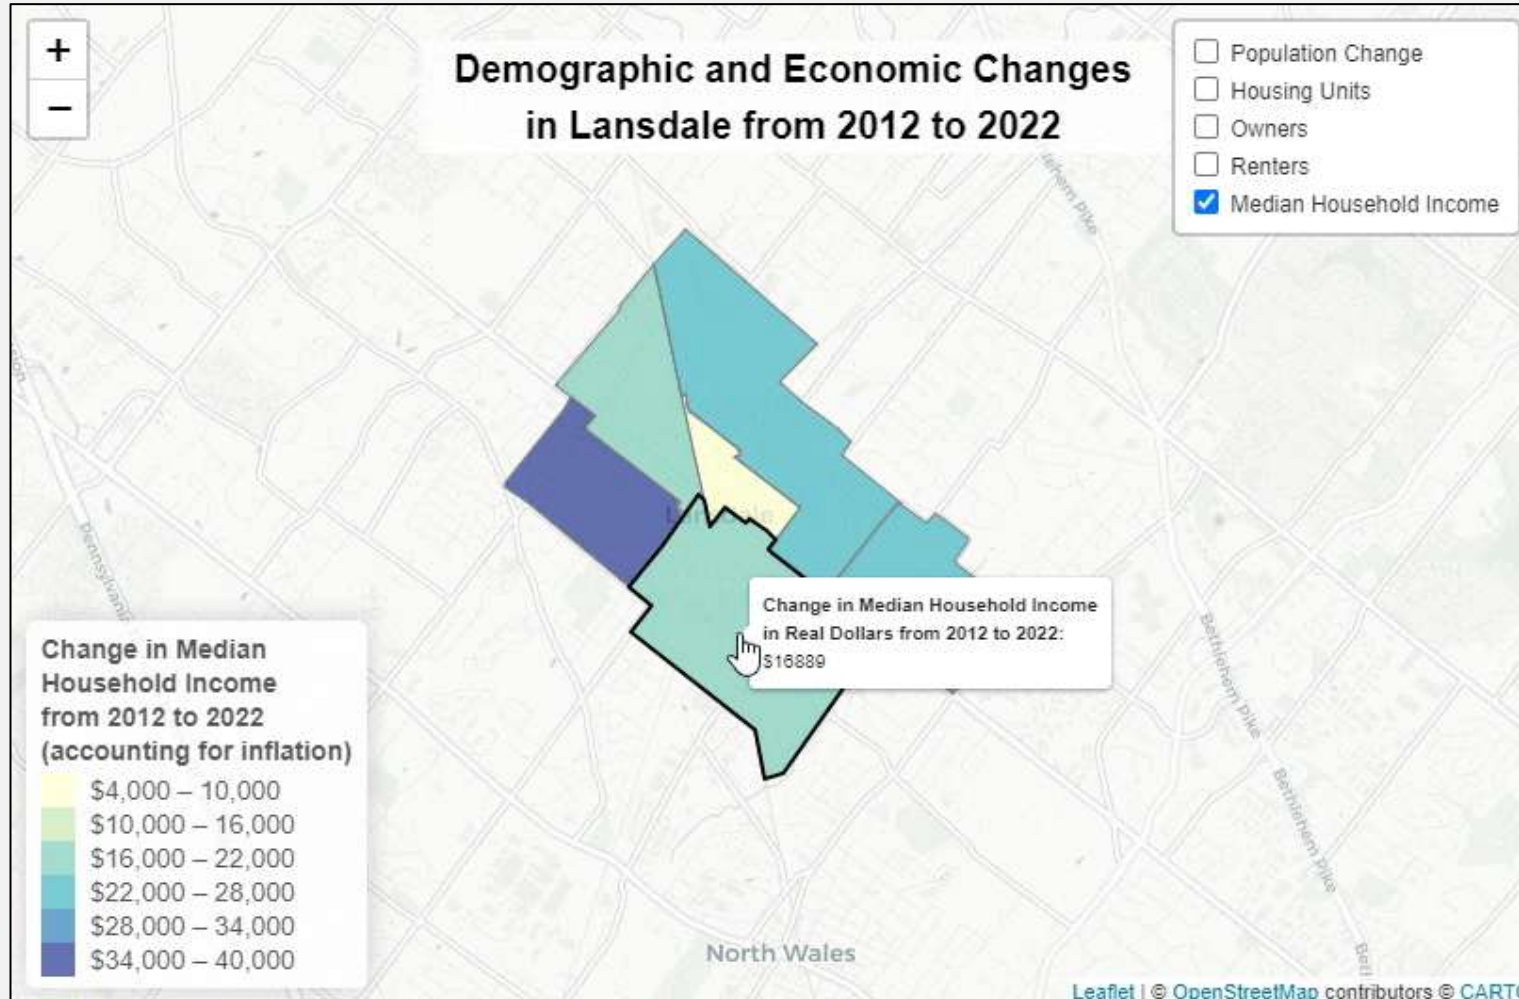 +
−
Demographic and Economic Changes
in Lansdale from 2012 to 2022
Population Change
Housing Units
Owners
Renters
Median Household Income
Bethlehem Pike
Lansdale
Change in Median Household Income
in Real Dollars from 2012 to 2022:
$16889
Pennsylvania
Change in Median
Household Income
from 2012 to 2022
(accounting for inflation)
$4,000 – 10,000
$10,000 – 16,000
$16,000 – 22,000
$22,000 – 28,000
$28,000 – 34,000
$34,000 – 40,000
Bethlehem Pike
Bethlehem Pike
North Wales
Leaflet | © OpenStreetMap contributors © CARTO